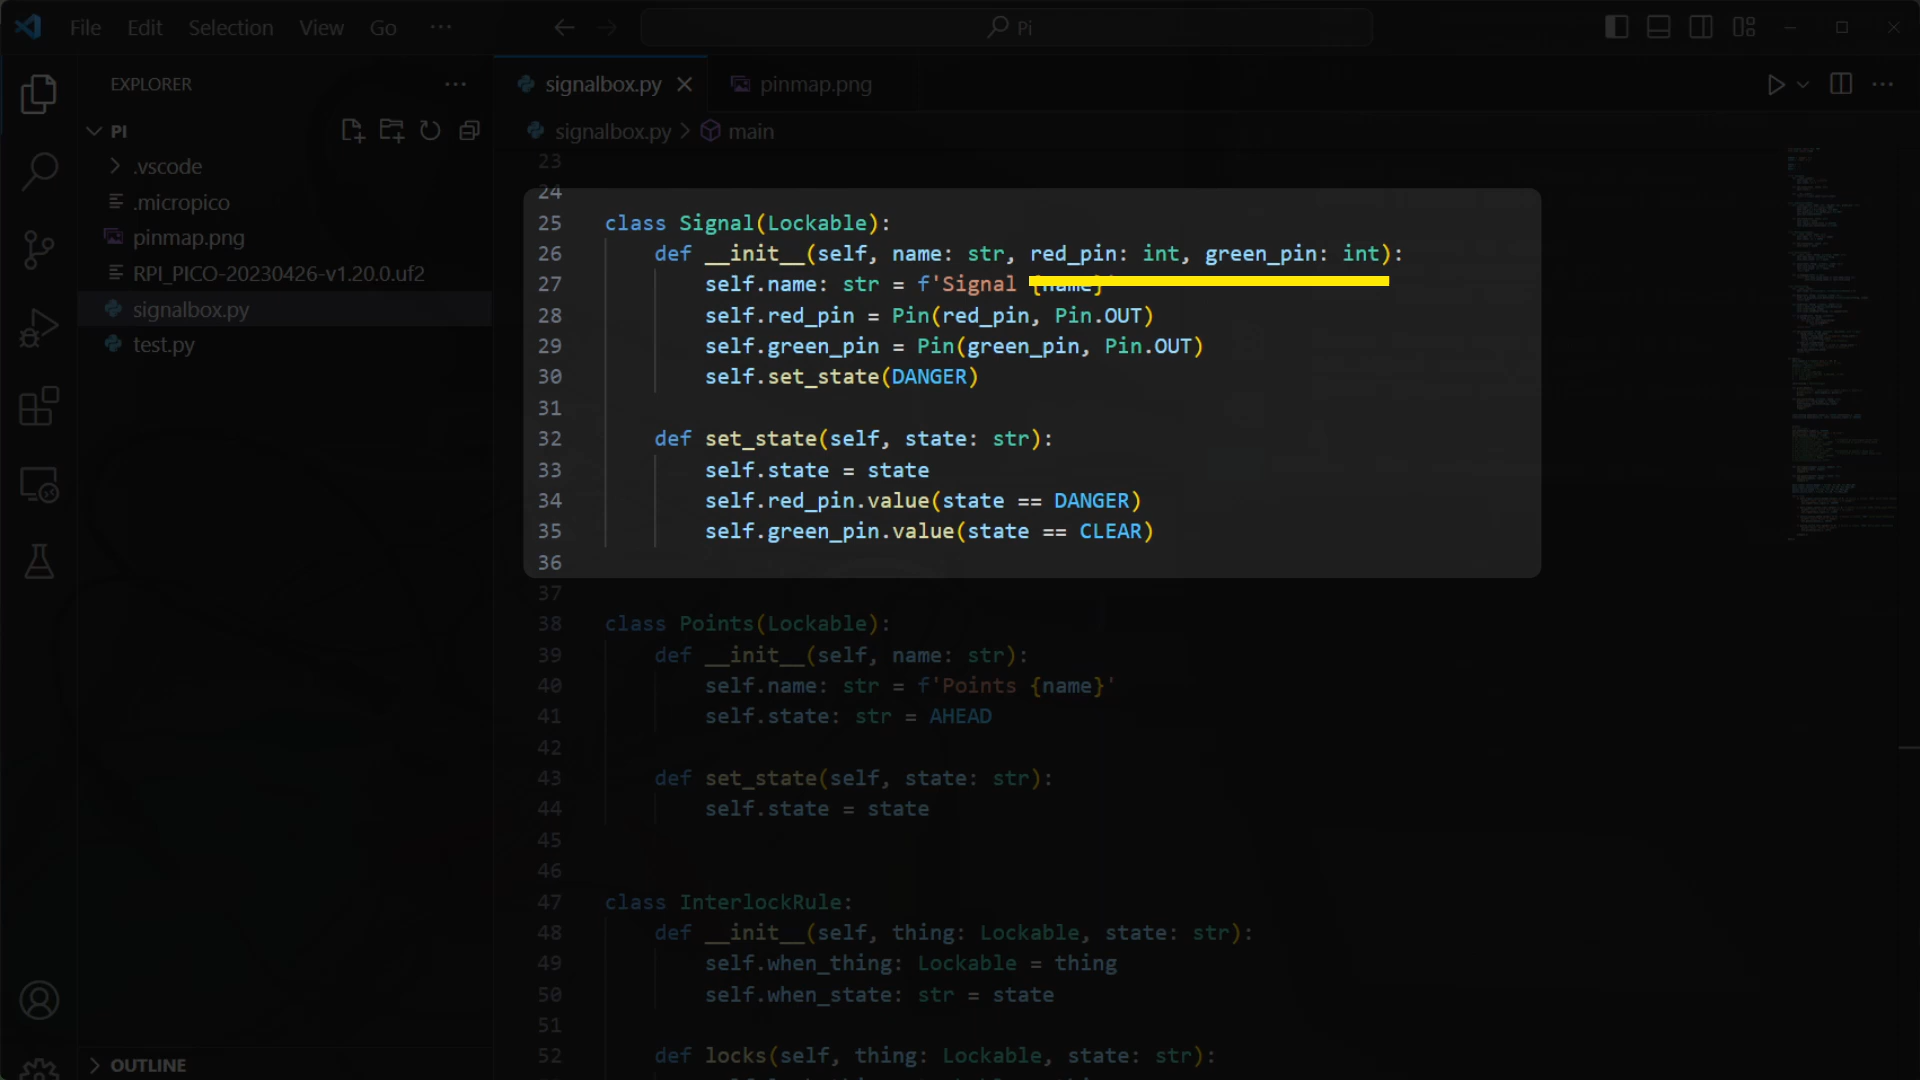 File Edit Selection View Go ··· Pi
EXPLORER ···
PI
.vscode
.micropico
pinmap.png
RPI_PICO-20230426-v1.20.0.uf2
signalbox.py
test.py
OUTLINE
signalbox.py pinmap.png ···
signalbox.py > main
23
24
25 class Signal(Lockable):
26 def __init__(self, name: str, red_pin: int, green_pin: int):
27 self.name: str = f'Signal {name}'
28 self.red_pin = Pin(red_pin, Pin.OUT)
29 self.green_pin = Pin(green_pin, Pin.OUT)
30 self.set_state(DANGER)
31
32 def set_state(self, state: str):
33 self.state = state
34 self.red_pin.value(state == DANGER)
35 self.green_pin.value(state == CLEAR)
36
37
38 class Points(Lockable):
39 def __init__(self, name: str):
40 self.name: str = f'Points {name}'
41 self.state: str = AHEAD
42
43 def set_state(self, state: str):
44 self.state = state
45
46
47 class InterlockRule:
48 def __init__(self, thing: Lockable, state: str):
49 self.when_thing: Lockable = thing
50 self.when_state: str = state
51
52 def locks(self, thing: Lockable, state: str):